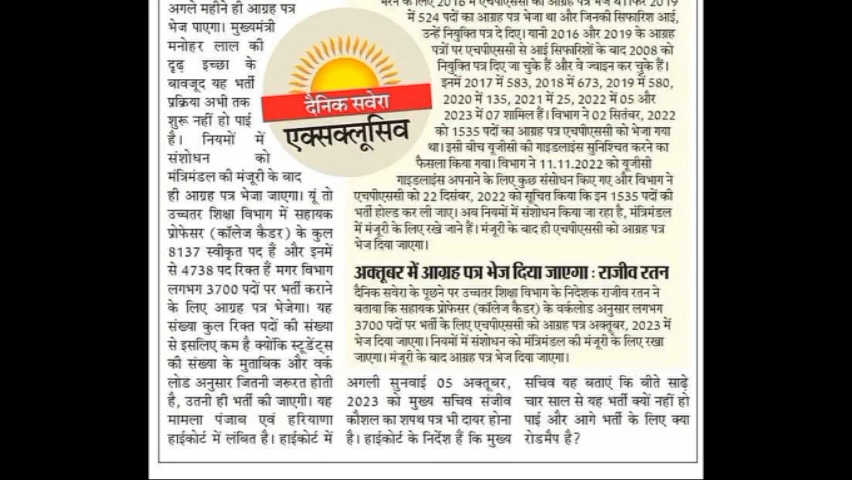 अगले महीने ही आग्रह पत्र
भेज पाएगा। मुख्यमंत्री
मनोहर लाल की
दृढ़ इच्छा के
बावजूद यह भर्ती
प्रक्रिया अभी तक
शुरू नहीं हो पाई
है। नियमों में
संशोधन को
मंत्रिमंडल की मंजूरी के बाद
ही आग्रह पत्र भेजा जाएगा। यूं तो
उच्चतर शिक्षा विभाग में सहायक
प्रोफेसर (कॉलेज कैडर) के कुल
8137 स्वीकृत पद हैं और इनमें
से 4738 पद रिक्त हैं मगर विभाग
लगभग 3700 पदों पर भर्ती कराने
के लिए आग्रह पत्र भेजेगा। यह
संख्या कुल रिक्त पदों की संख्या
से इसलिए कम है क्योंकि स्टूडेंट्स
की संख्या के मुताबिक और वर्क
लोड अनुसार जितनी जरूरत होती
है, उतनी ही भर्ती की जाएगी। यह
मामला पंजाब एवं हरियाणा
हाईकोर्ट में लंबित है। हाईकोर्ट में
दैनिक सवेरा
एक्सक्लूसिव
भरने के लिए 2016 में एचपीएससी को आग्रह पत्र भेजा था। फिर 2019
में 524 पदों का आग्रह पत्र भेजा था और जिनकी सिफारिश आई,
उन्हें नियुक्ति पत्र दे दिए। यानी 2016 और 2019 के आग्रह
पत्रों पर एचपीएससी से आई सिफारिशों के बाद 2008 को
नियुक्ति पत्र दिए जा चुके हैं और वे ज्वाइन कर चुके हैं।
इनमें 2017 में 583, 2018 में 673, 2019 में 580,
2020 में 135, 2021 में 25, 2022 में 05 और
2023 में 07 शामिल हैं। विभाग ने 02 सितंबर, 2022
को 1535 पदों का आग्रह पत्र एचपीएससी को भेजा गया
था। इसी बीच यूजीसी की गाइडलाइंस सुनिश्चित करने का
फैसला किया गया। विभाग ने 11.11.2022 को यूजीसी
गाइडलाइंस अपनाने के लिए कुछ संसोधन किए गए और विभाग ने
एचपीएससी को 22 दिसंबर, 2022 को सूचित किया कि इन 1535 पदों की
भर्ती होल्ड कर ली जाए। अब नियमों में संशोधन किया जा रहा है, मंत्रिमंडल
में मंजूरी के लिए रखे जाने हैं। मंजूरी के बाद ही एचपीएससी को आग्रह पत्र
भेज दिया जाएगा।
अक्तूबर में आग्रह पत्र भेज दिया जाएगा : राजीव रतन
दैनिक सवेरा के पूछने पर उच्चतर शिक्षा विभाग के निदेशक राजीव रतन ने
बताया कि सहायक प्रोफेसर (कॉलेज कैडर) के वर्कलोड अनुसार लगभग
3700 पदों पर भर्ती के लिए एचपीएससी को आग्रह पत्र अक्तूबर, 2023 में
भेज दिया जाएगा। नियमों में संशोधन को मंत्रिमंडल की मंजूरी के लिए रखा
जाएगा। मंजूरी के बाद आग्रह पत्र भेज दिया जाएगा।
अगली सुनवाई 05 अक्तूबर,
2023 को मुख्य सचिव संजीव
कौशल का शपथ पत्र भी दायर होना
है। हाईकोर्ट के निर्देश हैं कि मुख्य
सचिव यह बताएं कि बीते साढ़े
चार साल से यह भर्ती क्यों नहीं हो
पाई और आगे भर्ती के लिए क्या
रोडमैप है?